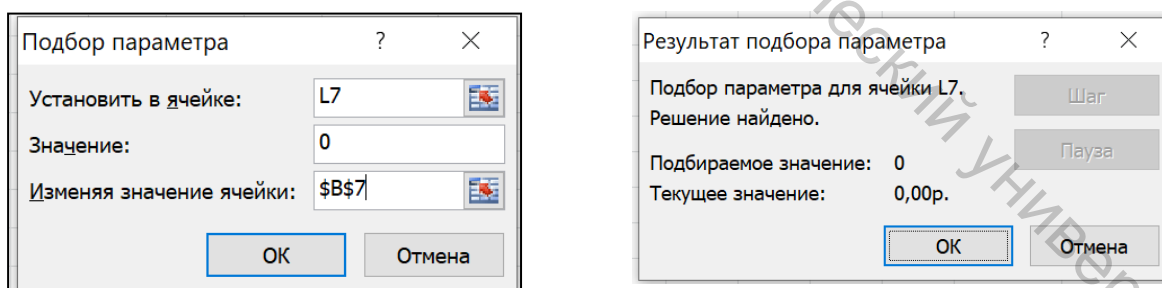 Подбор параметра ? ×
Установить в ячейке: L7
Значение: 0
Изменяя значение ячейки: $B$7
ОК Отмена
Результат подбора параметра ? ×
Подбор параметра для ячейки L7.
Решение найдено.
Подбираемое значение: 0
Текущее значение: 0,00р.
Шаг
Пауза
ОК Отмена